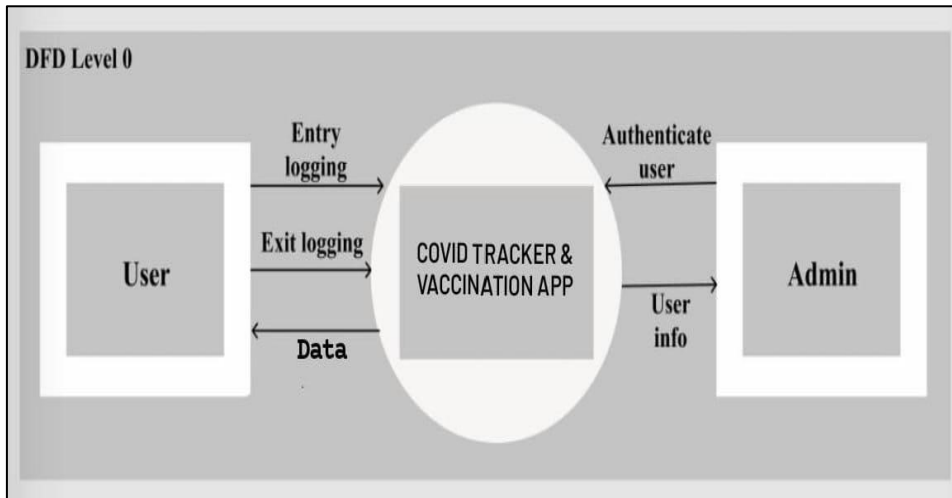 DFD Level 0
Entry
logging
Exit logging
Data
User
COVID TRACKER &
VACCINATION APP
Authenticate
user
User
info
Admin